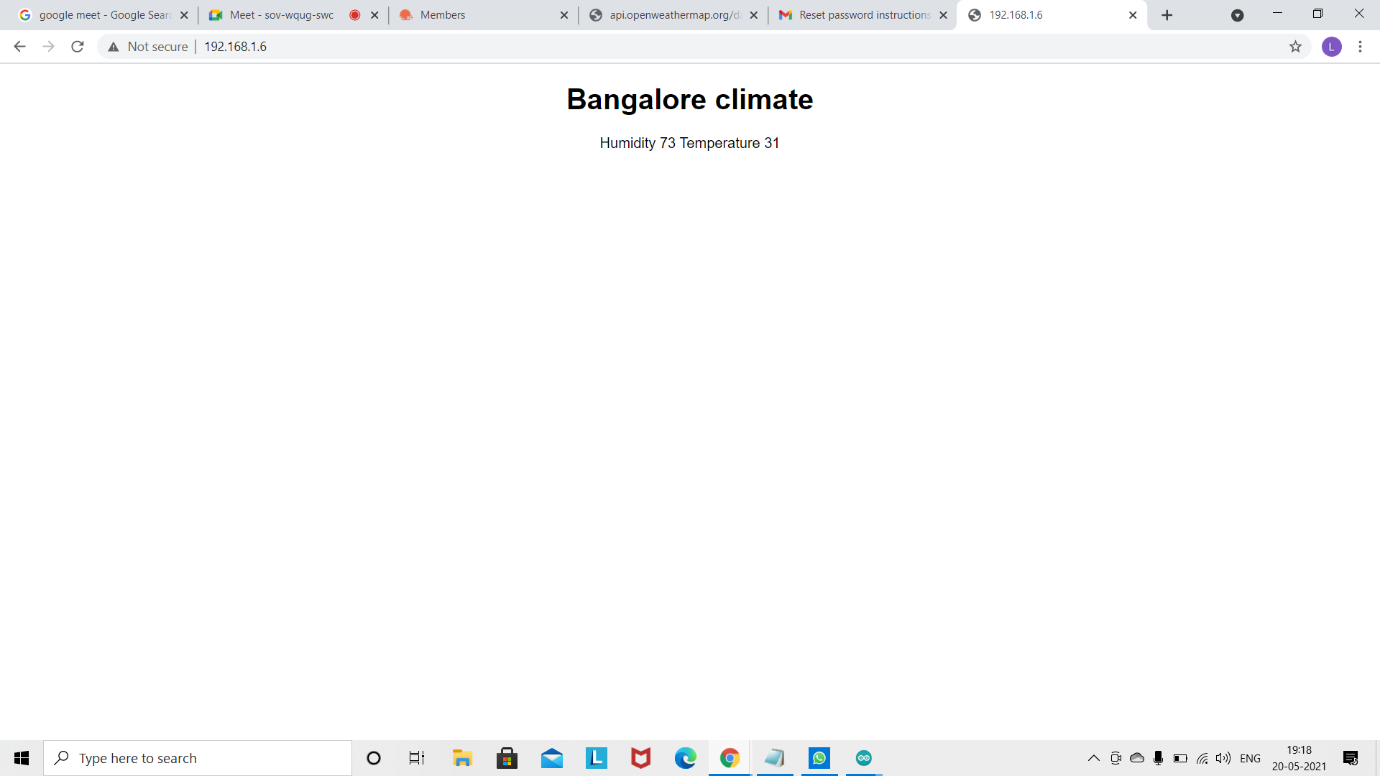 google meet - Google Sear
Meet - sov-wqug-swc
Members
api.openweathermap.org/d
Reset password instructions
192.168.1.6
Not secure
192.168.1.6
L
Bangalore climate
Humidity 73 Temperature 31
Type here to search
L
ENG
19:18
20-05-2021